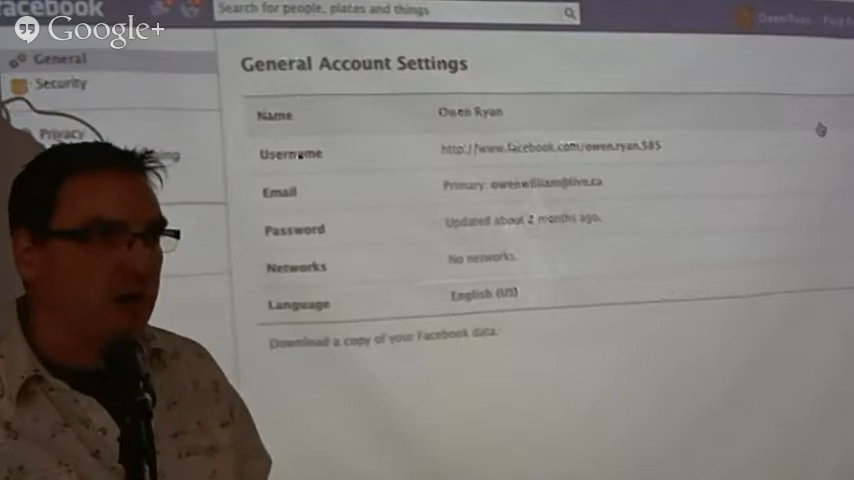 facebook
Search for people, places and things
Google+
General
Security
Privacy
General Account Settings
Name Owen Ryan
Username http://www.facebook.com/owen.ryan.585
Email Primary: owenwilliam@live.ca
Password Updated about 2 months ago.
Networks No networks.
Language English (US)
Download a copy of your Facebook data.